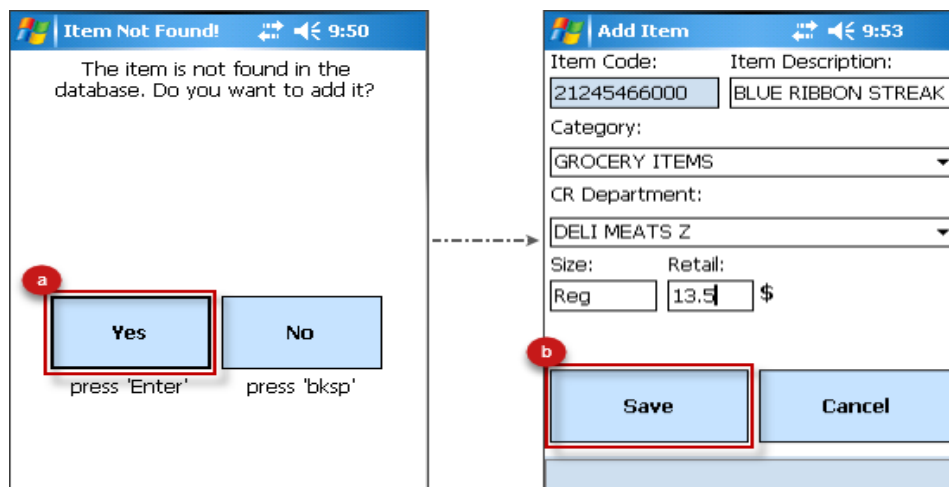 Item Not Found! 9:50
The item is not found in the
database. Do you want to add it?
a
Yes
No
press 'Enter'
press 'bksp'
Add Item 9:53
Item Code: Item Description:
21245466000 BLUE RIBBON STREAK
Category:
GROCERY ITEMS
CR Department:
DELI MEATS Z
Size: Retail:
Reg 13.5 $
b
Save
Cancel